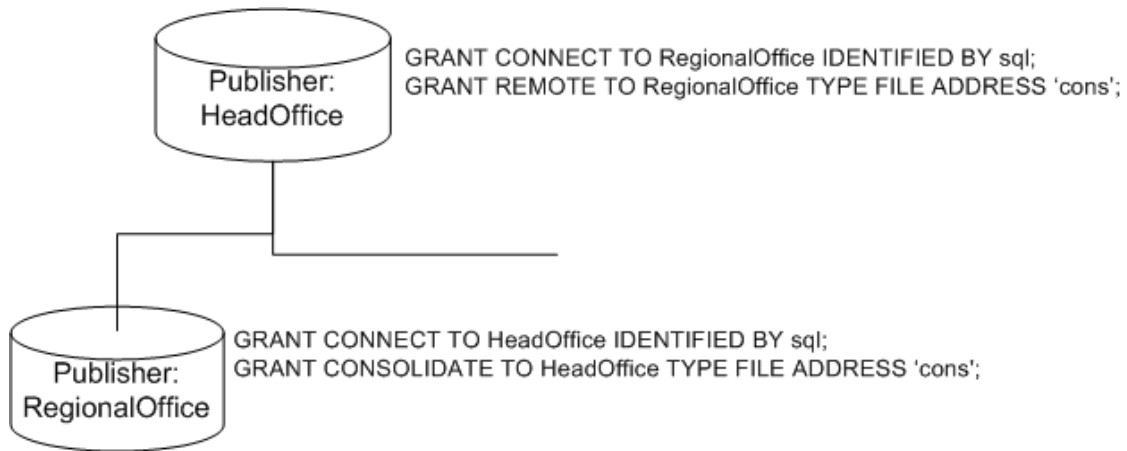 Publisher:
HeadOffice
GRANT CONNECT TO RegionalOffice IDENTIFIED BY sql;
GRANT REMOTE TO RegionalOffice TYPE FILE ADDRESS ‘cons’;
Publisher:
RegionalOffice
GRANT CONNECT TO HeadOffice IDENTIFIED BY sql;
GRANT CONSOLIDATE TO HeadOffice TYPE FILE ADDRESS ‘cons’;